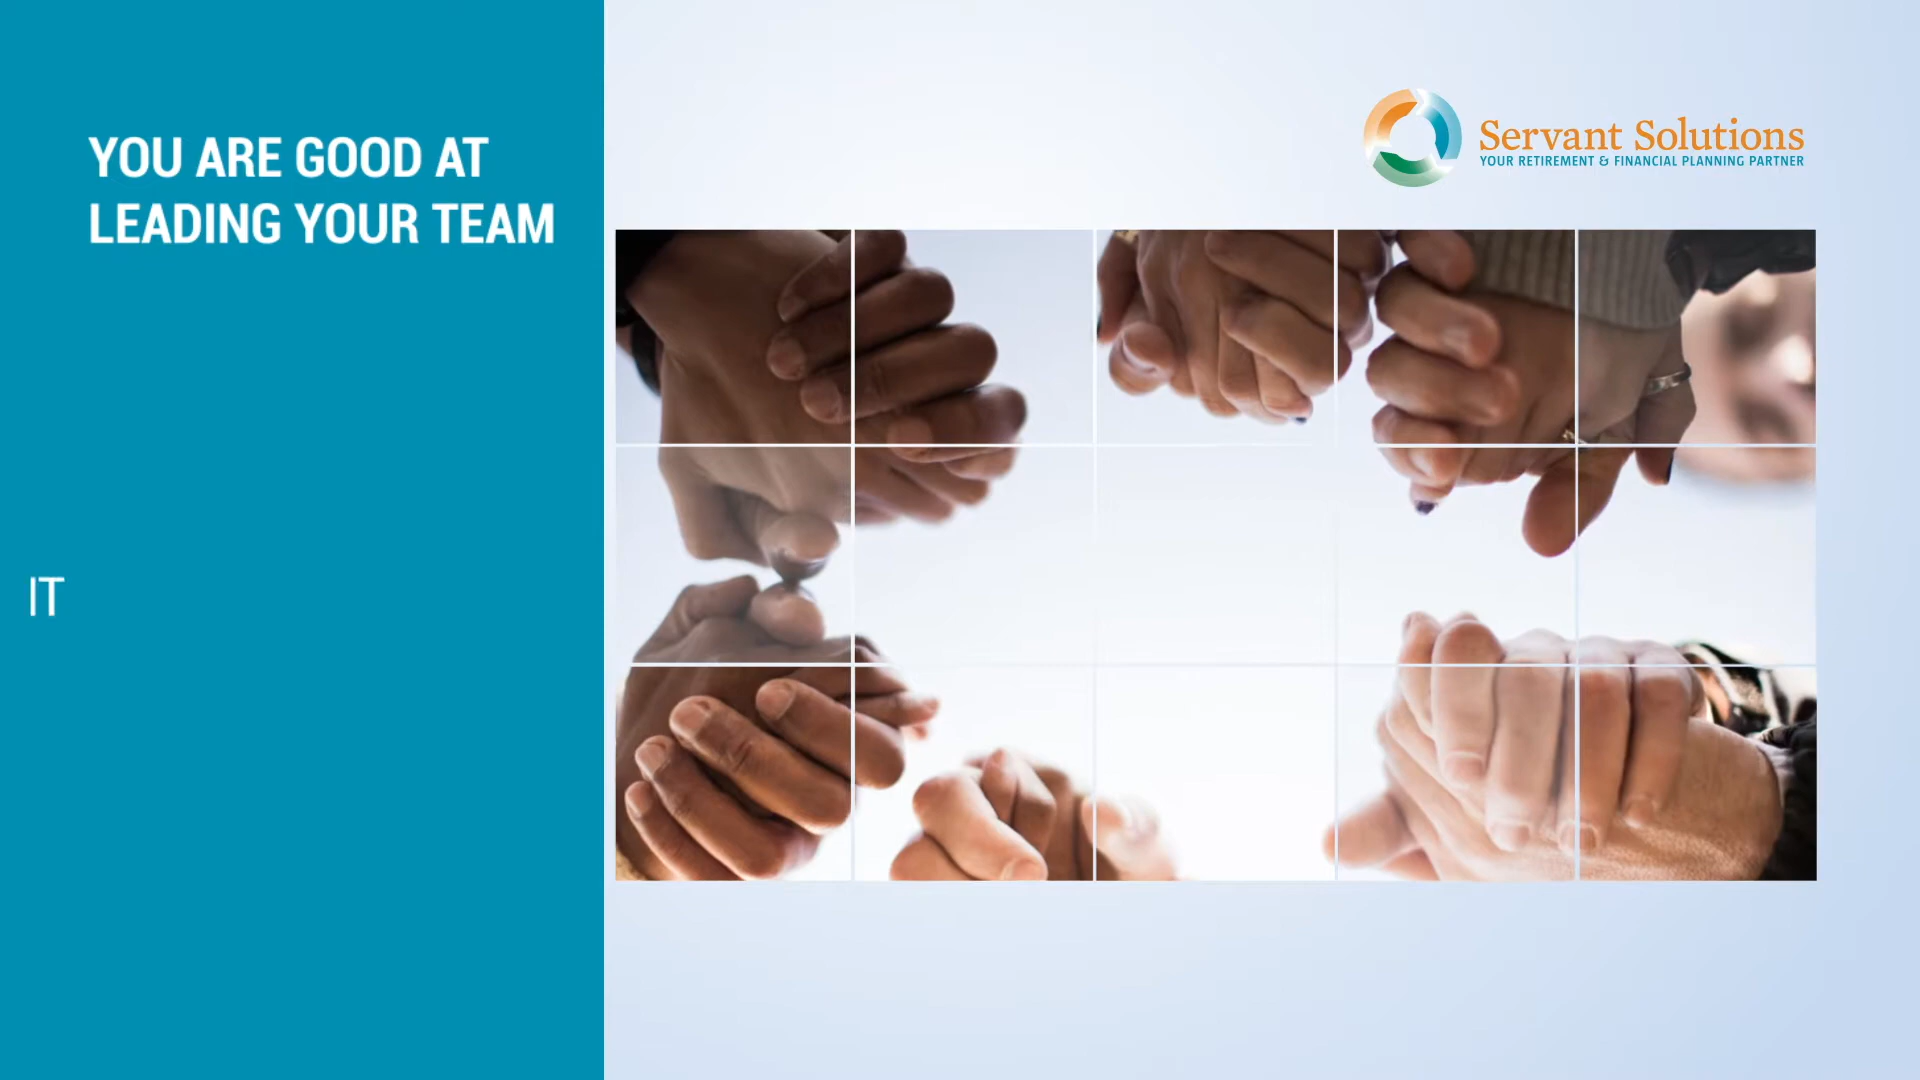 YOU ARE GOOD AT
LEADING YOUR TEAM
IT
Servant Solutions
YOUR RETIREMENT & FINANCIAL PLANNING PARTNER